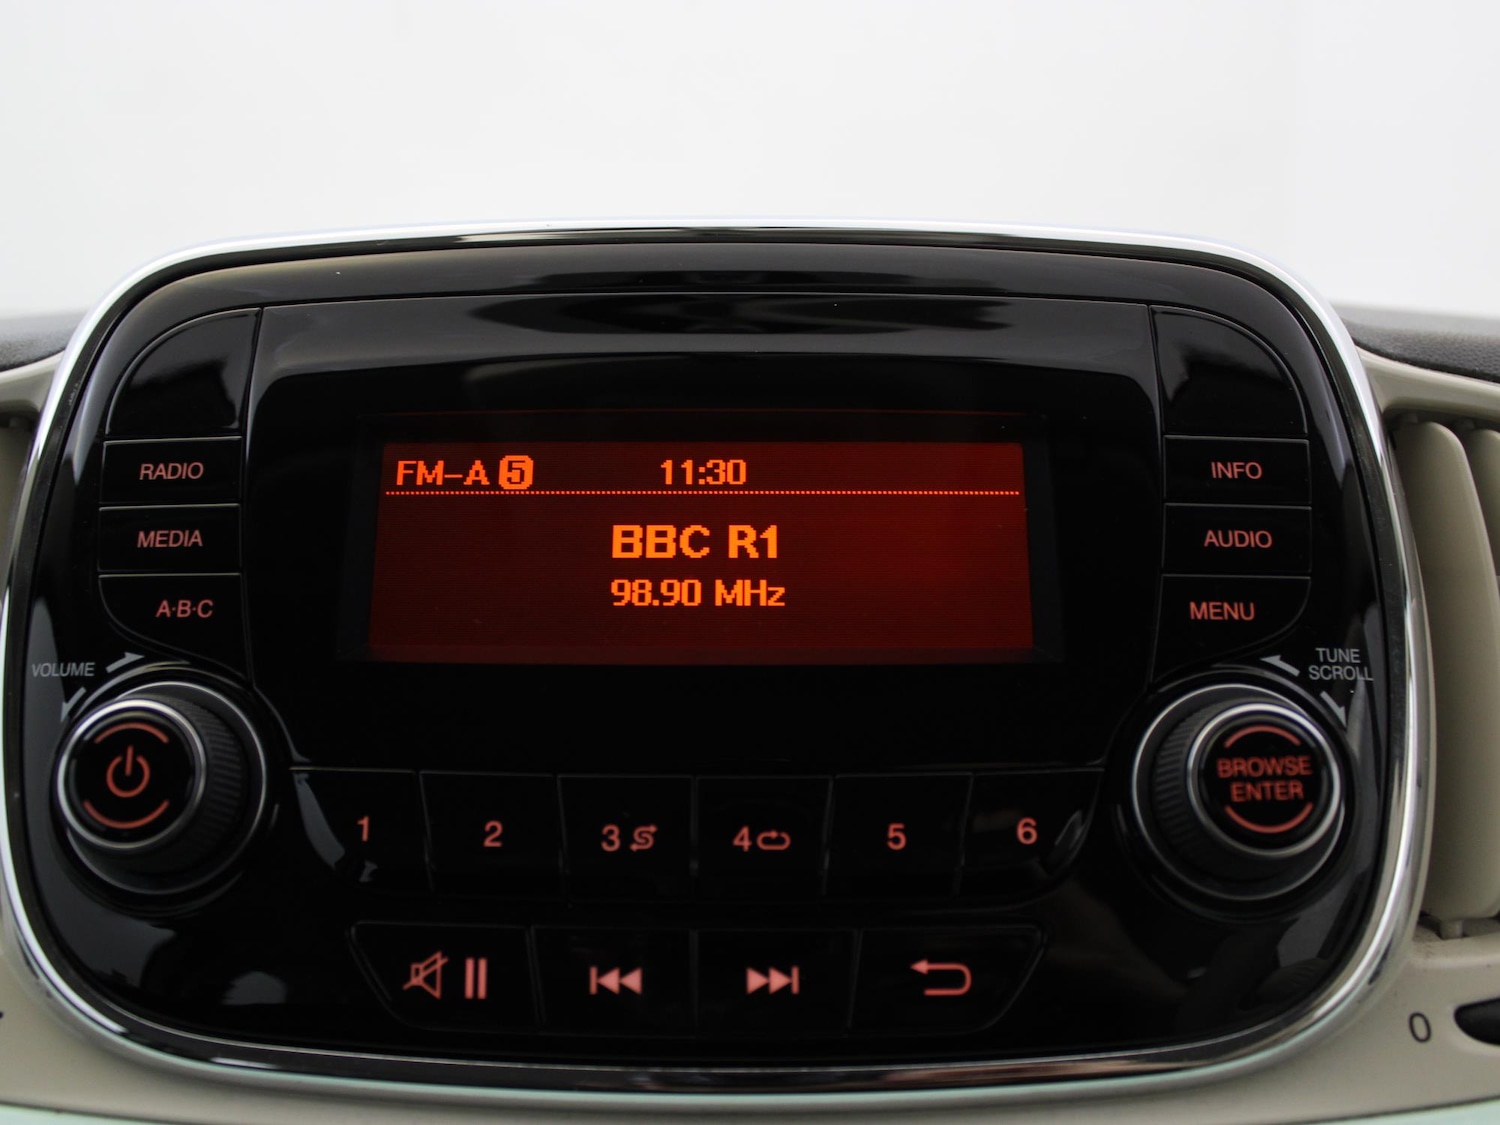 FM-A 5 11:30
BBC R1
98.90 MHz
RADIO
MEDIA
A·B·C
VOLUME
INFO
AUDIO
MENU
TUNE
SCROLL
BROWSE
ENTER
1 2 3 4 5 6
0